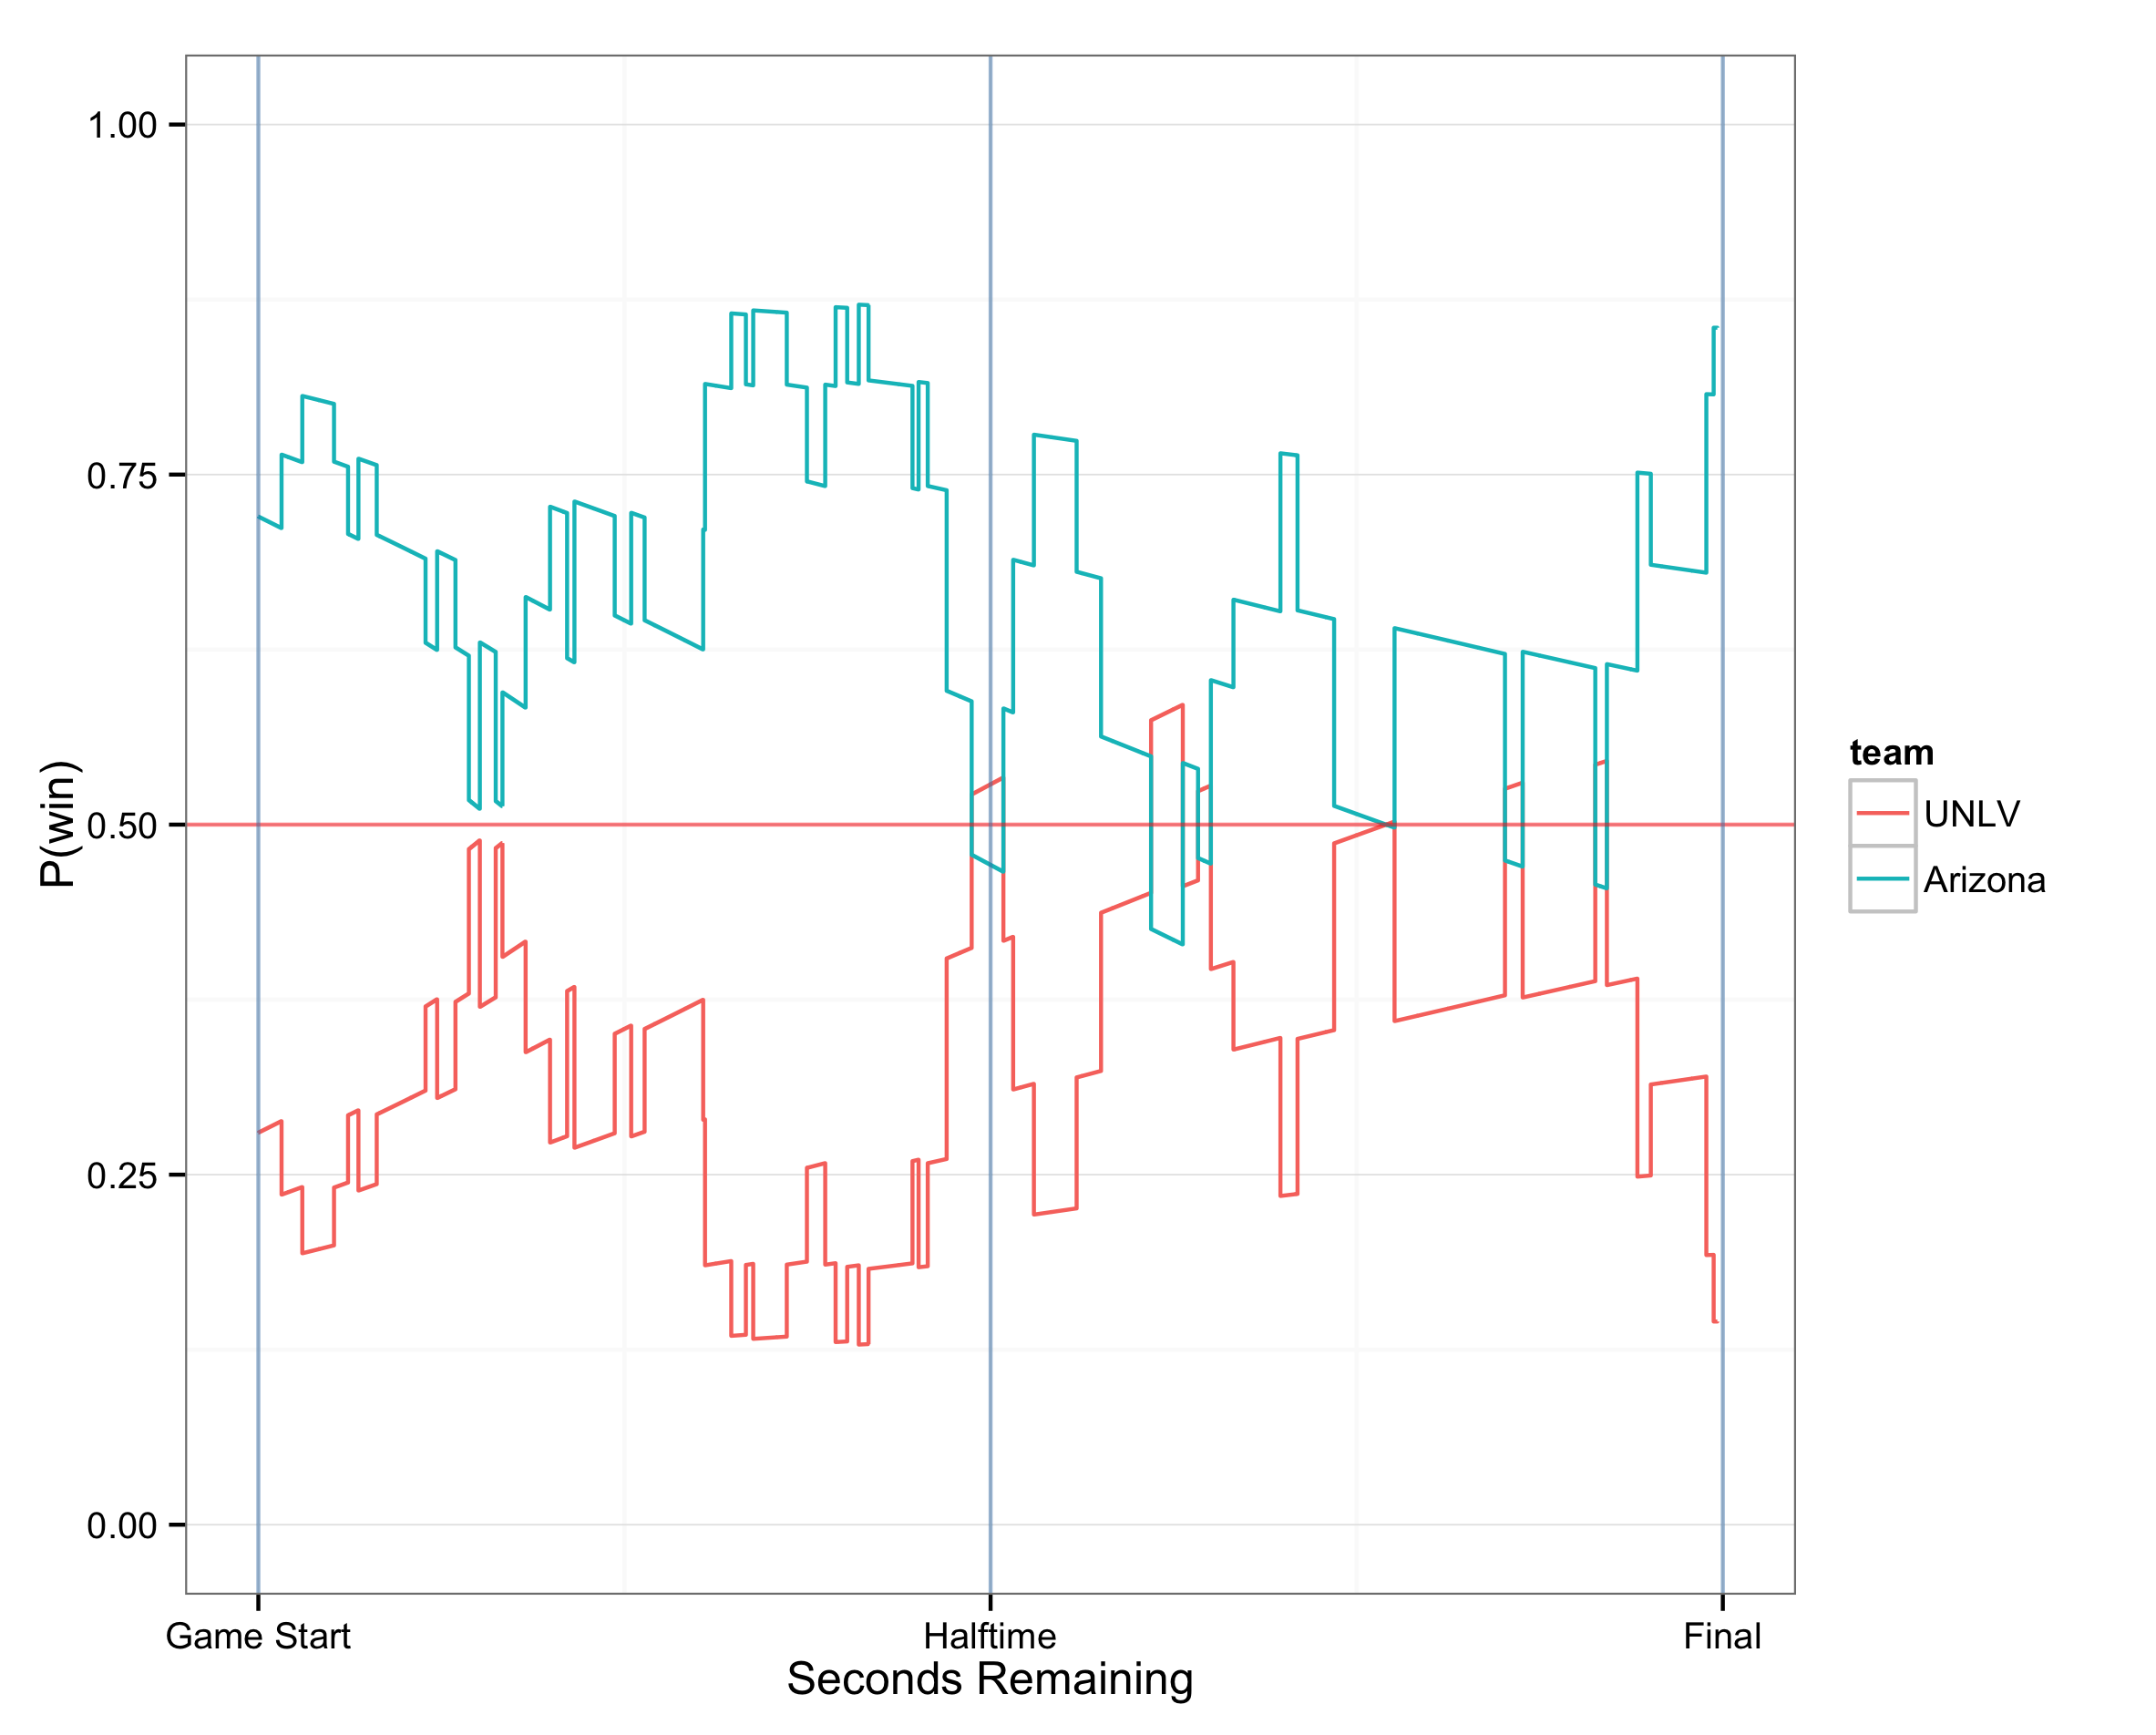 1.00
0.75
0.50
0.25
0.00
P(win)
Game Start
Halftime
Final
Seconds Remaining
team
UNLV
Arizona